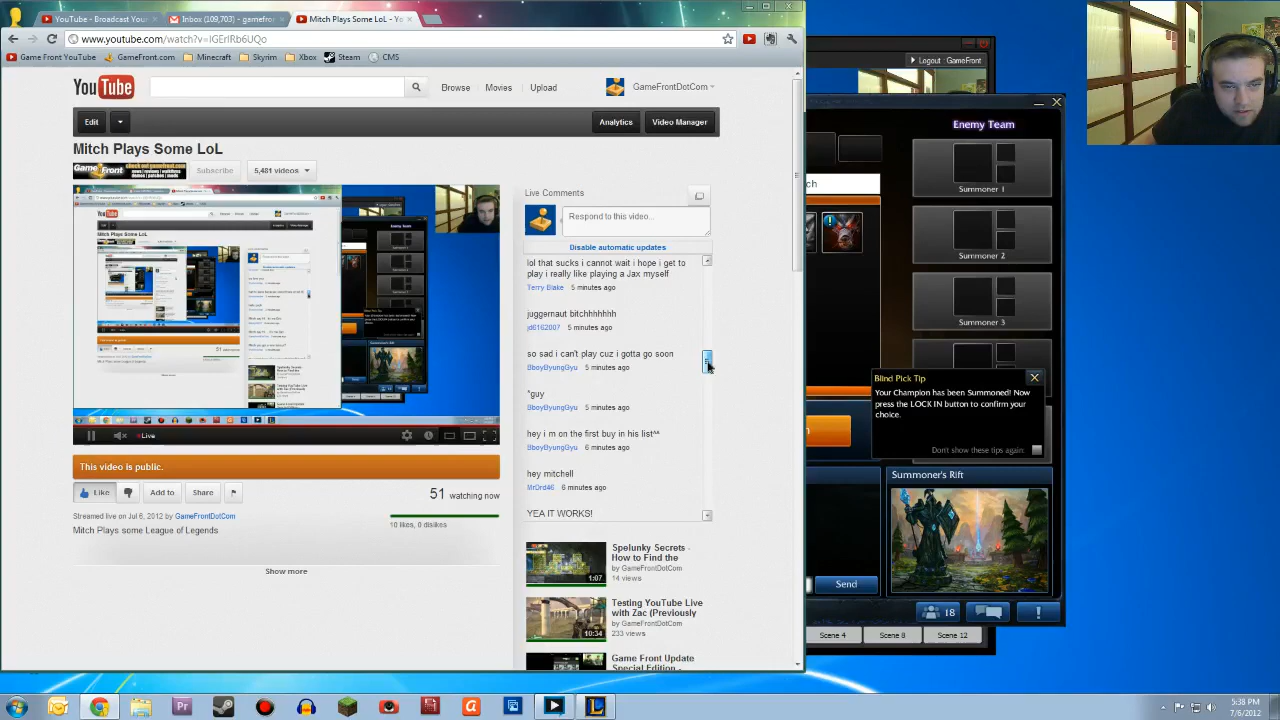 YouTube - Broadcast You
Inbox (109,703) - gamefron
Mitch Plays Some LoL - Yo
www.youtube.com/watch?v=lGErlRb6UQo
Game Front YouTube
GameFront.com
Minecraft
Skyrim
Xbox
Steam
CMS
YouTube
Browse
Movies
Upload
GameFrontDotCom
Edit
Analytics
Video Manager
Mitch Plays Some LoL
GameFront
Subscribe
5,481 videos
Live Comments
Respond to this video...
Disable automatic updates
lol that sucks i cannot wait i hope i get to
play i really like playing a Jax myself
Terry Blake 5 minutes ago
juggernaut bitchhhhhhh
jd6162007 5 minutes ago
so sad i can't play cuz i gotta go soon
BboyByungGyu 5 minutes ago
*guy
BboyByungGyu 5 minutes ago
hey i m on the first buy in his list^^
BboyByungGyu 6 minutes ago
hey mitchell
MrDrd46 6 minutes ago
YEA IT WORKS!
Live
This video is public.
Like
Add to
Share
51 watching now
Streamed live on Jul 6, 2012 by GameFrontDotCom
10 likes, 0 dislikes
Mitch Plays some League of Legends
Show more
Spelunky Secrets -
How to Find the
by GameFrontDotCom
14 views
1:07
Testing YouTube Live
with Zac (Previously
by GameFrontDotCom
233 views
10:34
Game Front Update
Special Edition -
Logout : GameFront
Enemy Team
Summoner 1
Summoner 2
Summoner 3
Blind Pick Tip
Your Champion has been Summoned! Now
press the LOCK IN button to confirm your
choice.
Don't show these tips again:
Summoner's Rift
Send
18
Scene 4
Scene 8
Scene 12
5:38 PM
7/6/2012